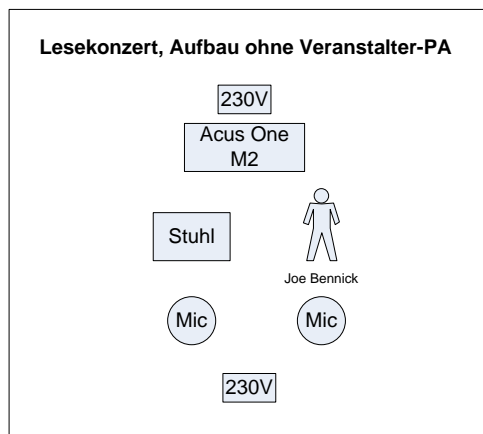 Lesekonzert, Aufbau ohne Veranstalter-PA
230V
Acus One
M2
Stuhl
Joe Bennick
Mic
Mic
230V